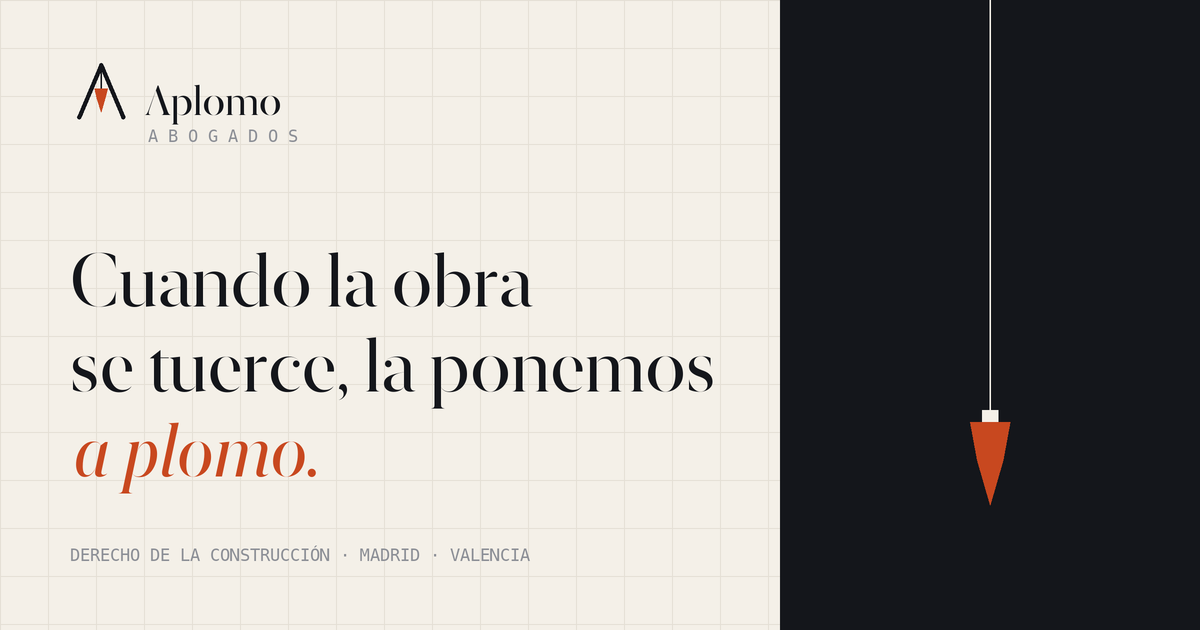 Aplomo
ABOGADOS
Cuando la obra
se tuerce, la ponemos
a plomo.
DERECHO DE LA CONSTRUCCIÓN · MADRID · VALENCIA